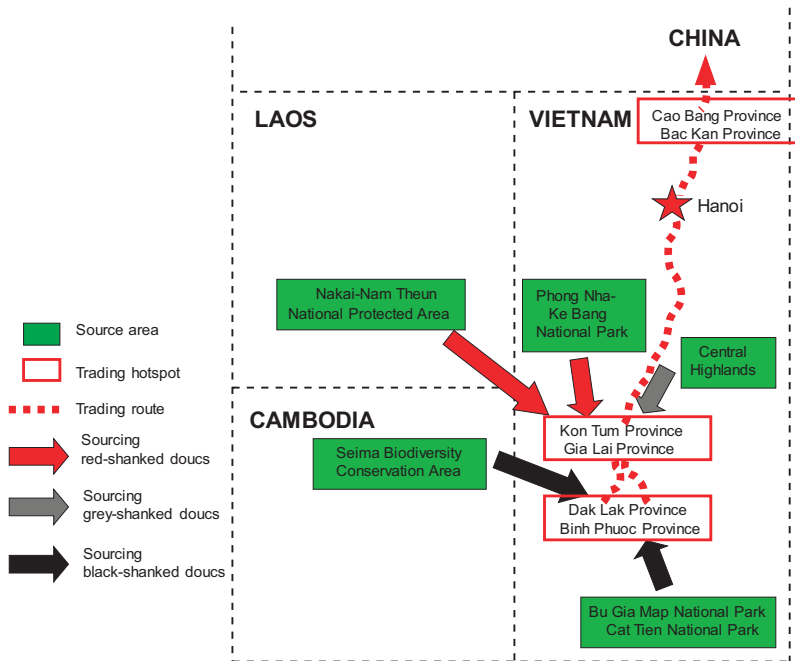 CHINA
LAOS
VIETNAM
Cao Bang Province
Bac Kan Province
Hanoi
Nakai-Nam Theun
National Protected Area
Phong Nha-
Ke Bang
National Park
Source area
Central
Highlands
Trading hotspot
Trading route
CAMBODIA
Kon Tum Province
Gia Lai Province
Sourcing
red-shanked doucs
Seima Biodiversity
Conservation Area
Sourcing
grey-shanked doucs
Dak Lak Province
Binh Phuoc Province
Sourcing
black-shanked doucs
Bu Gia Map National Park
Cat Tien National Park